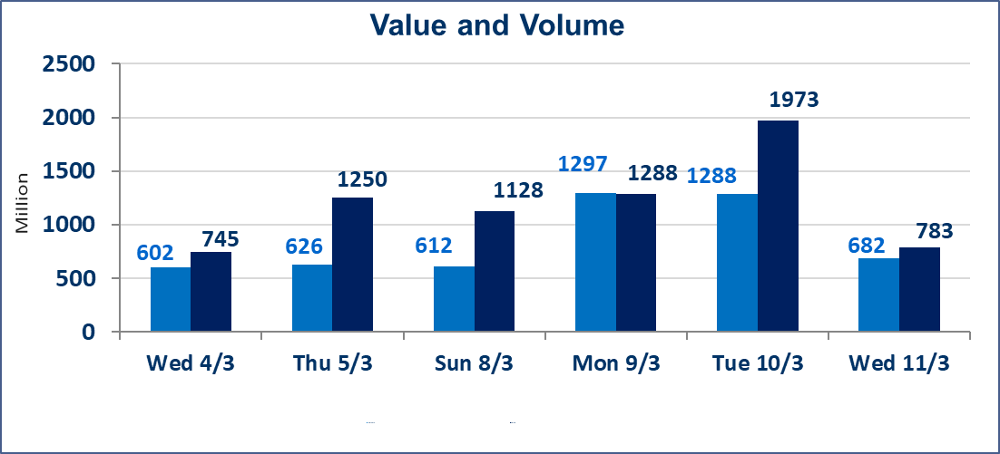 Value and Volume
2500
2000
1500
1000
500
0
Million
602
745
626
1250
612
1128
1297
1288
1288
1973
682
783
Wed 4/3
Thu 5/3
Sun 8/3
Mon 9/3
Tue 10/3
Wed 11/3